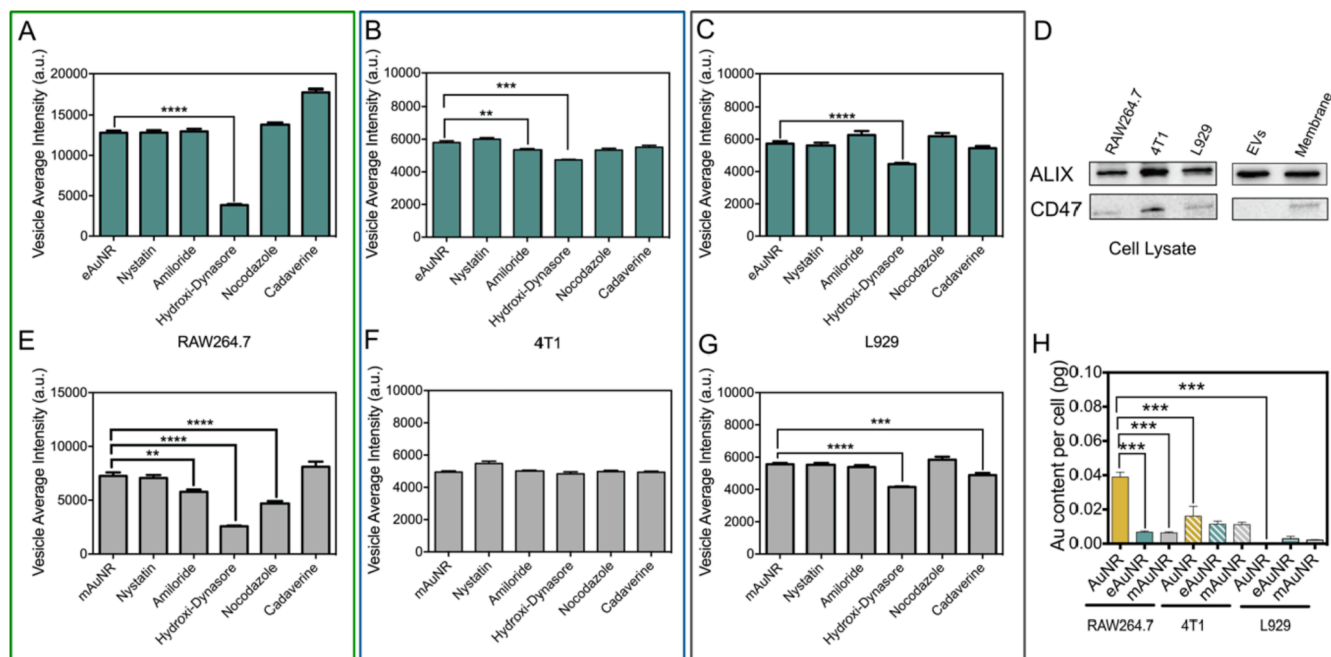 A
Vesicle Average Intensity (a.u.)
20000
15000
10000
5000
0
****
eAuNR
Nystatin
Amiloride
Hydroxi-Dynasore
Nocodazole
Cadaverine
RAW264.7
B
Vesicle Average Intensity (a.u.)
10000
8000
6000
4000
2000
0
***
**
eAuNR
Nystatin
Amiloride
Hydroxi-Dynasore
Nocodazole
Cadaverine
4T1
C
Vesicle Average Intensity (a.u.)
10000
8000
6000
4000
2000
0
****
eAuNR
Nystatin
Amiloride
Hydroxi-Dynasore
Nocodazole
Cadaverine
L929
D
RAW264.7
4T1
L929
EVs
Membrane
ALIX
CD47
Cell Lysate
E
Vesicle Average Intensity (a.u.)
15000
10000
5000
0
****
****
**
mAuNR
Nystatin
Amiloride
Hydroxi-Dynasore
Nocodazole
Cadaverine
F
Vesicle Average Intensity (a.u.)
10000
8000
6000
4000
2000
0
mAuNR
Nystatin
Amiloride
Hydroxi-Dynasore
Nocodazole
Cadaverine
G
Vesicle Average Intensity (a.u.)
10000
8000
6000
4000
2000
0
***
****
mAuNR
Nystatin
Amiloride
Hydroxi-Dynasore
Nocodazole
Cadaverine
H
Au content per cell (pg)
0.10
0.08
0.06
0.04
0.02
0.00
***
***
***
***
AuNR
eAuNR
mAuNR
AuNR
eAuNR
mAuNR
AuNR
eAuNR
mAuNR
RAW264.7
4T1
L929